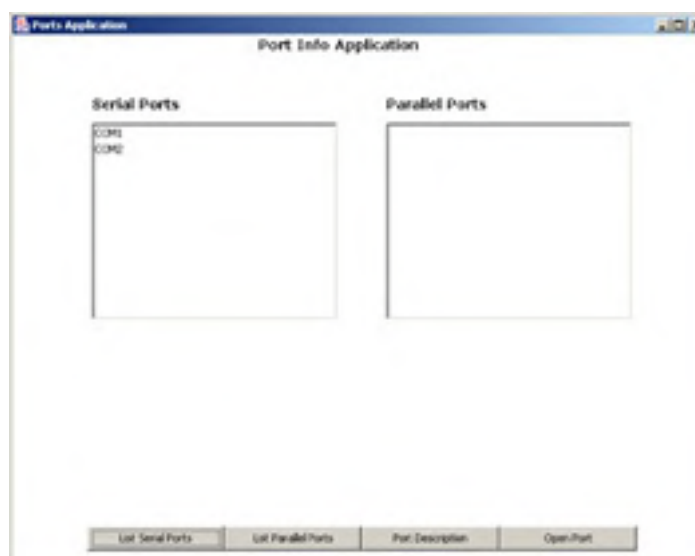 Ports Application
Port Info Application
Serial Ports
Parallel Ports
COM1
COM2
List Serial Ports
List Parallel Ports
Port Description
Open Port